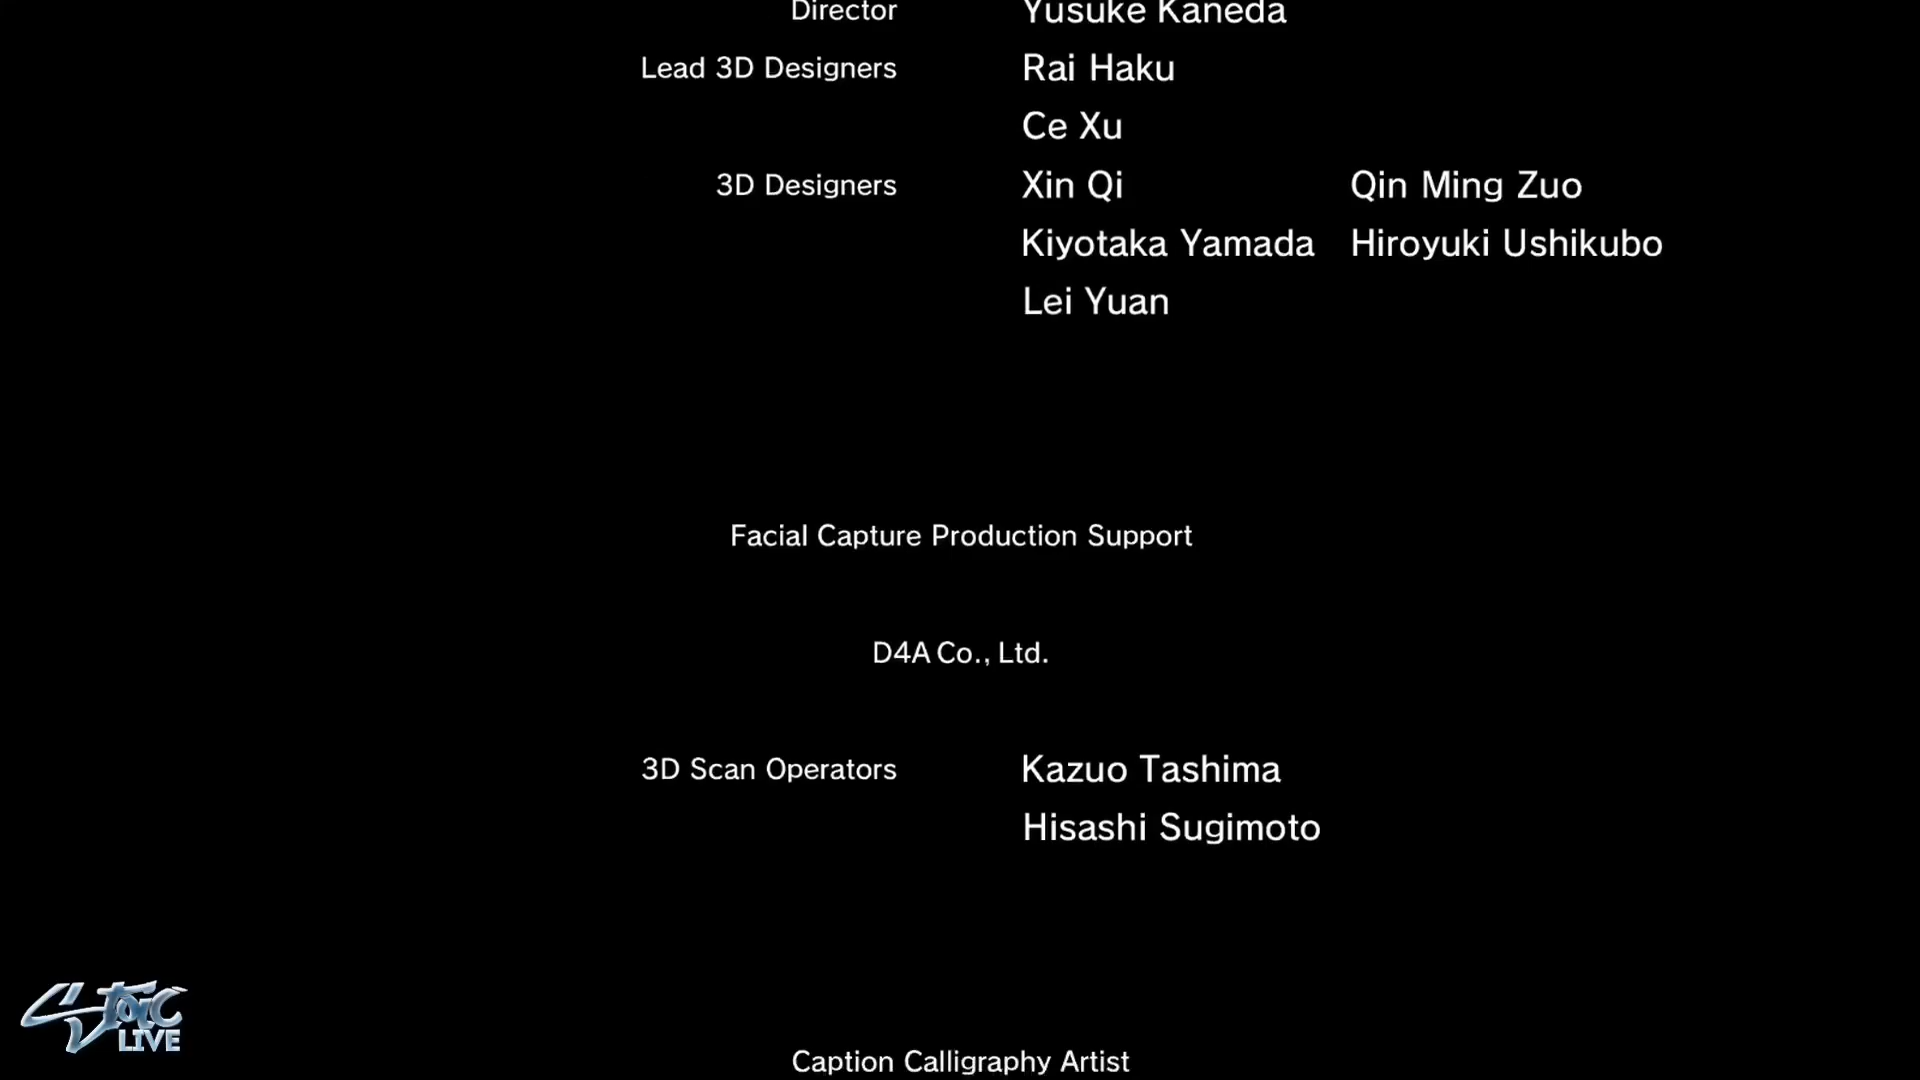 Director Yusuke Kaneda
Lead 3D Designers Rai Haku
Ce Xu
3D Designers Xin Qi Qin Ming Zuo
Kiyotaka Yamada Hiroyuki Ushikubo
Lei Yuan
Facial Capture Production Support
D4A Co., Ltd.
3D Scan Operators Kazuo Tashima
Hisashi Sugimoto
LIVE
Caption Calligraphy Artist